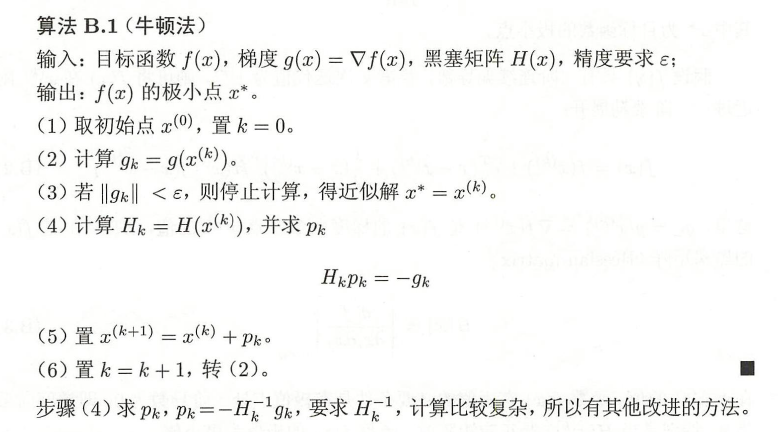 算法 B.1（牛顿法）
输入：目标函数 f(x)，梯度 g(x) = ∇f(x)，黑塞矩阵 H(x)，精度要求 ε；
输出：f(x) 的极小点 x*。
（1）取初始点 x^(0)，置 k = 0。
（2）计算 g_k = g(x^(k))。
（3）若 ‖g_k‖ < ε，则停止计算，得近似解 x* = x^(k)。
（4）计算 H_k = H(x^(k))，并求 p_k
H_k p_k = −g_k
（5）置 x^(k+1) = x^(k) + p_k。
（6）置 k = k + 1，转（2）。 ■
步骤（4）求 p_k，p_k = −H_k^−1 g_k，要求 H_k^−1，计算比较复杂，所以有其他改进的方法。